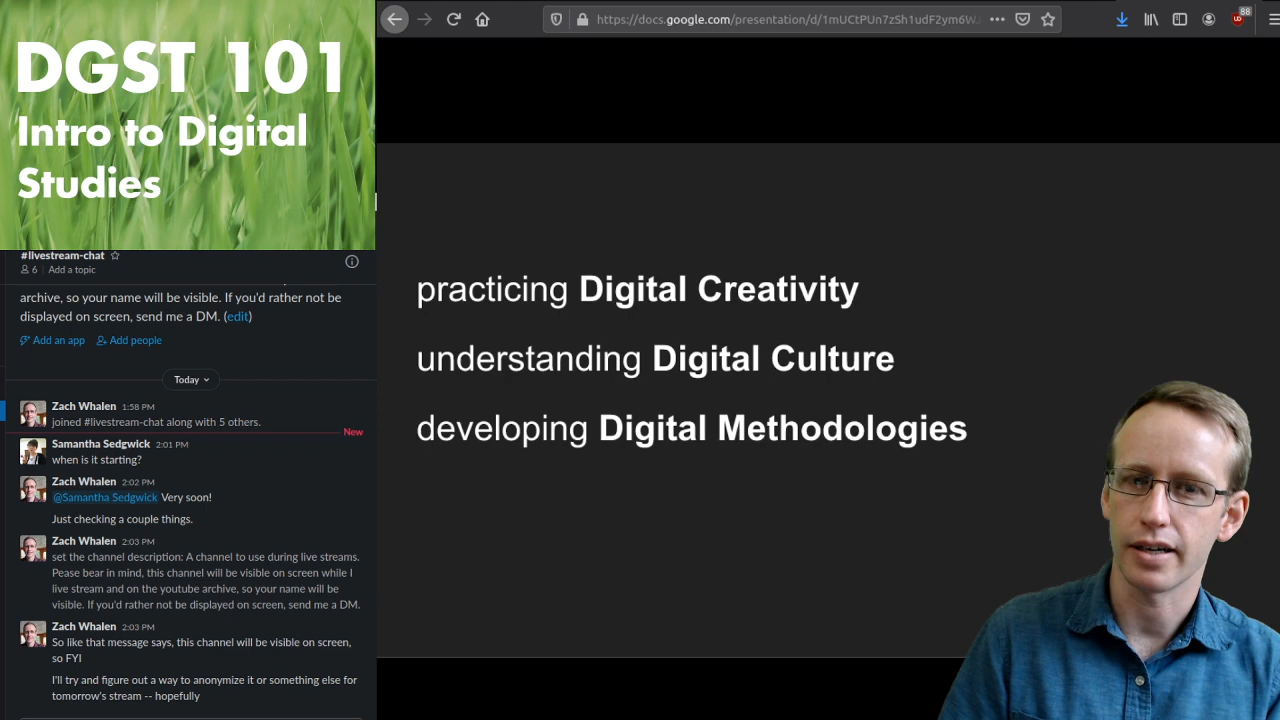 DGST 101
Intro to Digital
Studies
#livestream-chat
6 | Add a topic
archive, so your name will be visible. If you'd rather not be
displayed on screen, send me a DM. (edit)
Add an app Add people
Today
Zach Whalen 1:58 PM
joined #livestream-chat along with 5 others.
New
Samantha Sedgwick 2:01 PM
when is it starting?
Zach Whalen 2:02 PM
@Samantha Sedgwick Very soon!
Just checking a couple things.
Zach Whalen 2:03 PM
set the channel description: A channel to use during live streams.
Pease bear in mind, this channel will be visible on screen while I
live stream and on the youtube archive, so your name will be
visible. If you'd rather not be displayed on screen, send me a DM.
Zach Whalen 2:03 PM
So like that message says, this channel will be visible on screen,
so FYI
I'll try and figure out a way to anonymize it or something else for
tomorrow's stream -- hopefully
https://docs.google.com/presentation/d/1mUCtPUn7zSh1udF2ym6W
88
practicing Digital Creativity
understanding Digital Culture
developing Digital Methodologies